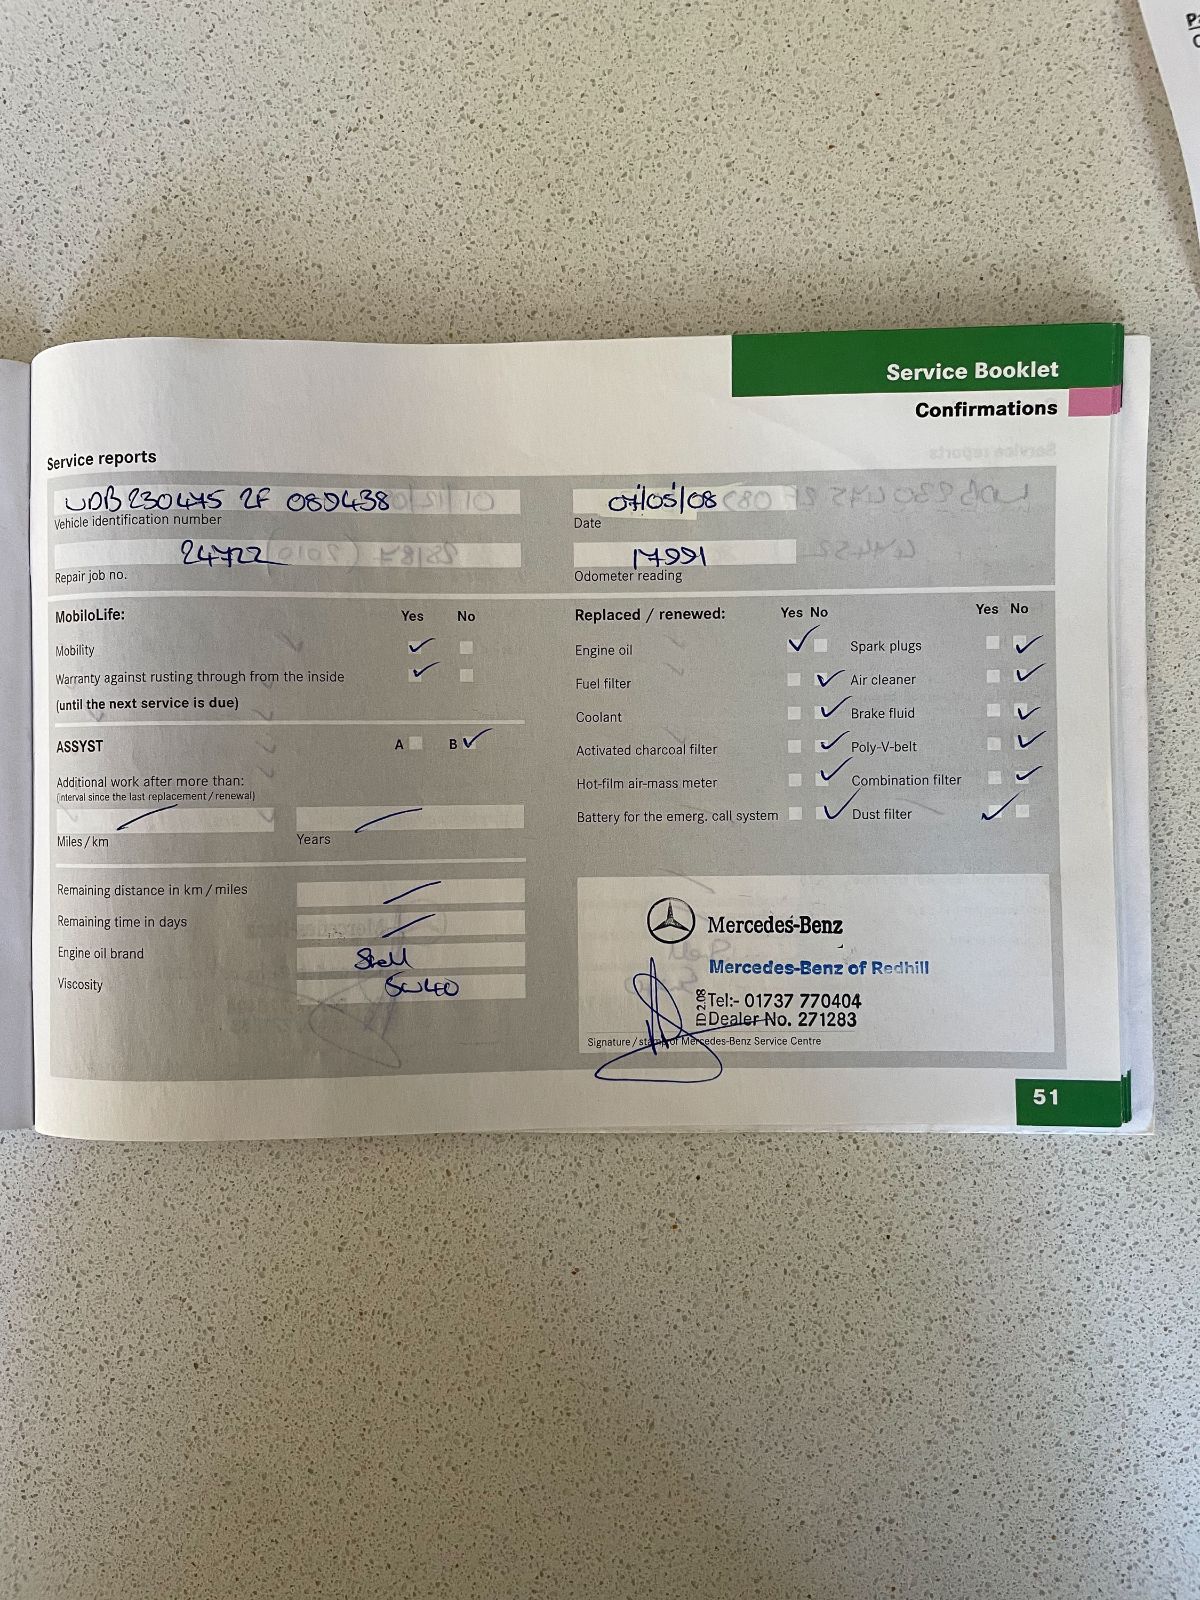 Service Booklet
Confirmations
Service reports
WDB 230475 2F 089438
Vehicle identification number
07/05/08
Date
24722
Repair job no.
17991
Odometer reading
MobiloLife: Yes No
Mobility
Warranty against rusting through from the inside
(until the next service is due)
ASSYST A B
Additional work after more than:
(interval since the last replacement / renewal)
Miles / km Years
Remaining distance in km / miles
Remaining time in days
Engine oil brand Shell
Viscosity 5W40
Replaced / renewed: Yes No Yes No
Engine oil Spark plugs
Fuel filter Air cleaner
Coolant Brake fluid
Activated charcoal filter Poly-V-belt
Hot-film air-mass meter Combination filter
Battery for the emerg. call system Dust filter
Mercedes-Benz
Mercedes-Benz of Redhill
ID 2.08
Tel:- 01737 770404
Dealer No. 271283
Signature / stamp of Mercedes-Benz Service Centre
51